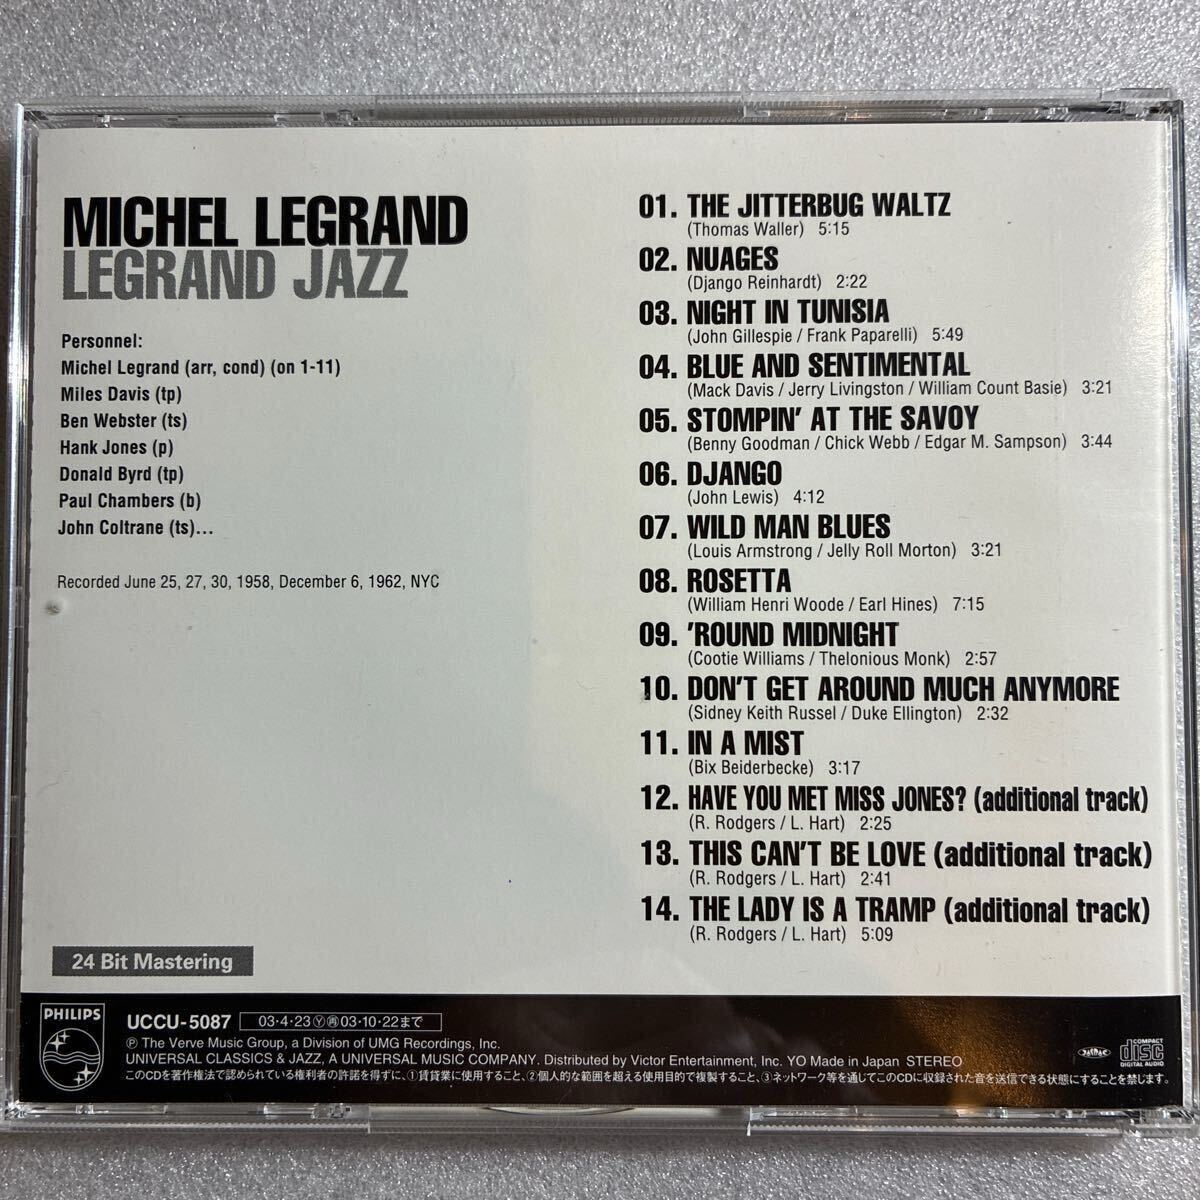 MICHEL LEGRAND
LEGRAND JAZZ
Personnel:
Michel Legrand (arr, cond) (on 1-11)
Miles Davis (tp)
Ben Webster (ts)
Hank Jones (p)
Donald Byrd (tp)
Paul Chambers (b)
John Coltrane (ts)...
Recorded June 25, 27, 30, 1958, December 6, 1962, NYC
01. THE JITTERBUG WALTZ
(Thomas Waller) 5:15
02. NUAGES
(Django Reinhardt) 2:22
03. NIGHT IN TUNISIA
(John Gillespie / Frank Paparelli) 5:49
04. BLUE AND SENTIMENTAL
(Mack Davis / Jerry Livingston / William Count Basie) 3:21
05. STOMPIN' AT THE SAVOY
(Benny Goodman / Chick Webb / Edgar M. Sampson) 3:44
06. DJANGO
(John Lewis) 4:12
07. WILD MAN BLUES
(Louis Armstrong / Jelly Roll Morton) 3:21
08. ROSETTA
(William Henri Woode / Earl Hines) 7:15
09. 'ROUND MIDNIGHT
(Cootie Williams / Thelonious Monk) 2:57
10. DON'T GET AROUND MUCH ANYMORE
(Sidney Keith Russel / Duke Ellington) 2:32
11. IN A MIST
(Bix Beiderbecke) 3:17
12. HAVE YOU MET MISS JONES? (additional track)
(R. Rodgers / L. Hart) 2:25
13. THIS CAN'T BE LOVE (additional track)
(R. Rodgers / L. Hart) 2:41
14. THE LADY IS A TRAMP (additional track)
(R. Rodgers / L. Hart) 5:09
24 Bit Mastering
PHILIPS
UCCU-5087 03・4・23Ⓨ㊞03・10・22まで
℗ The Verve Music Group, a Division of UMG Recordings, Inc.
UNIVERSAL CLASSICS & JAZZ, A UNIVERSAL MUSIC COMPANY. Distributed by Victor Entertainment, Inc. YO Made in Japan STEREO
このCDを著作権法で認められている権利者の許諾を得ずに、①賃貸業に使用すること、②個人的な範囲を超える使用目的で複製すること、③ネットワーク等を通じてこのCDに収録された音を送信できる状態にすることを禁じます。
JASRAC
COMPACT
disc
DIGITAL AUDIO